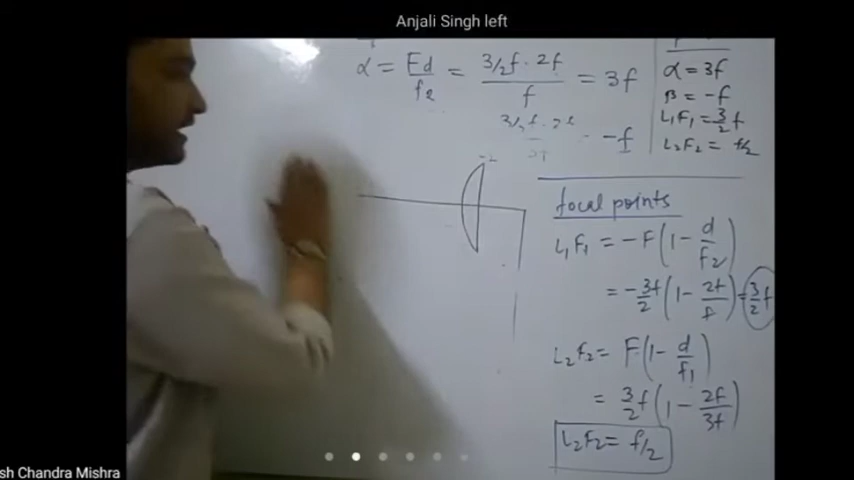 Anjali Singh left
α = Fd/f₂ = 3/2f · 2f / f = 3f
- -f
α = 3f
β = -f
L₁F₁ = 3/2 f
L₂F₂ = f/2
focal points
L₁F₁ = -F(1 - d/f₂)
= -3f/2 (1 - 2f/f) = 3/2 f
L₂F₂ = F(1 - d/f₁)
= 3/2 f (1 - 2f/3f)
L₂F₂ = f/2
sh Chandra Mishra